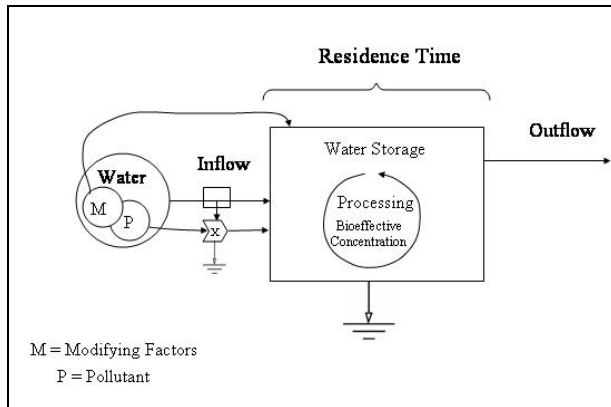 Residence Time
Outflow
Water Storage
Inflow
Water
M
P
x
Processing
Bioeffective
Concentration
M = Modifying Factors
P = Pollutant